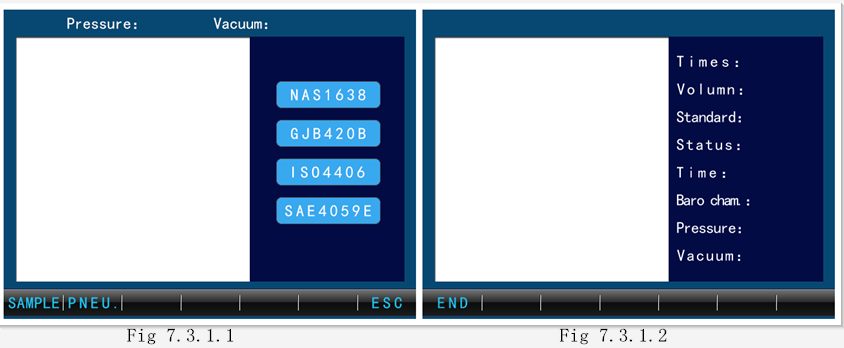 Pressure: Vacuum:
NAS1638
GJB420B
ISO4406
SAE4059E
SAMPLE PNEU. ESC
Times:
Volumn:
Standard:
Status:
Time:
Baro cham.:
Pressure:
Vacuum:
END
Fig 7.3.1.1 Fig 7.3.1.2